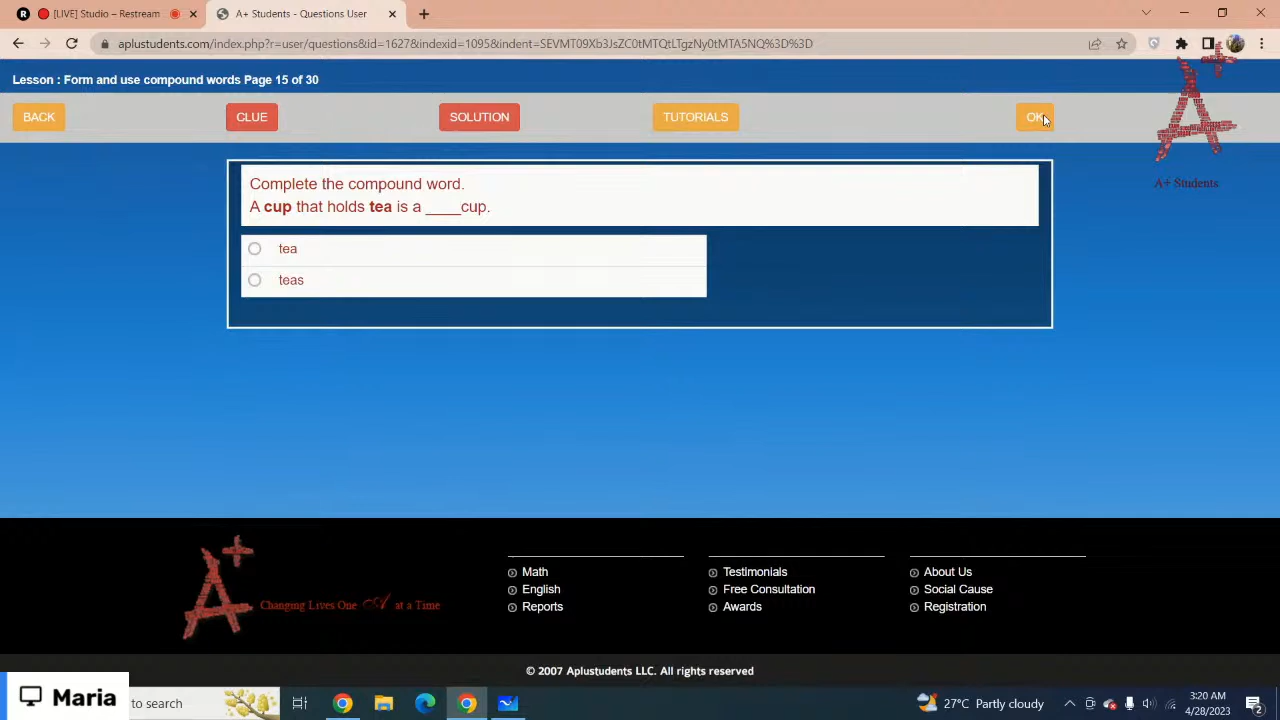 [LIVE] Studio – Restream
A+ Students - Questions User
aplustudents.com/index.php?r=user/questions&id=1627&indexid=1095&indent=SEVMT09Xb3JsZC0tMTQtLTgzNy0tMTA5NQ%3D%3D
Lesson : Form and use compound words Page 15 of 30
BACK
CLUE
SOLUTION
TUTORIALS
OK
A+ Students
Complete the compound word.
A cup that holds tea is a ____cup.
tea
teas
Changing Lives One A at a Time
Math
English
Reports
Testimonials
Free Consultation
Awards
About Us
Social Cause
Registration
© 2007 Aplustudents LLC. All rights reserved
Maria
to search
27°C Partly cloudy
3:20 AM
4/28/2023
2